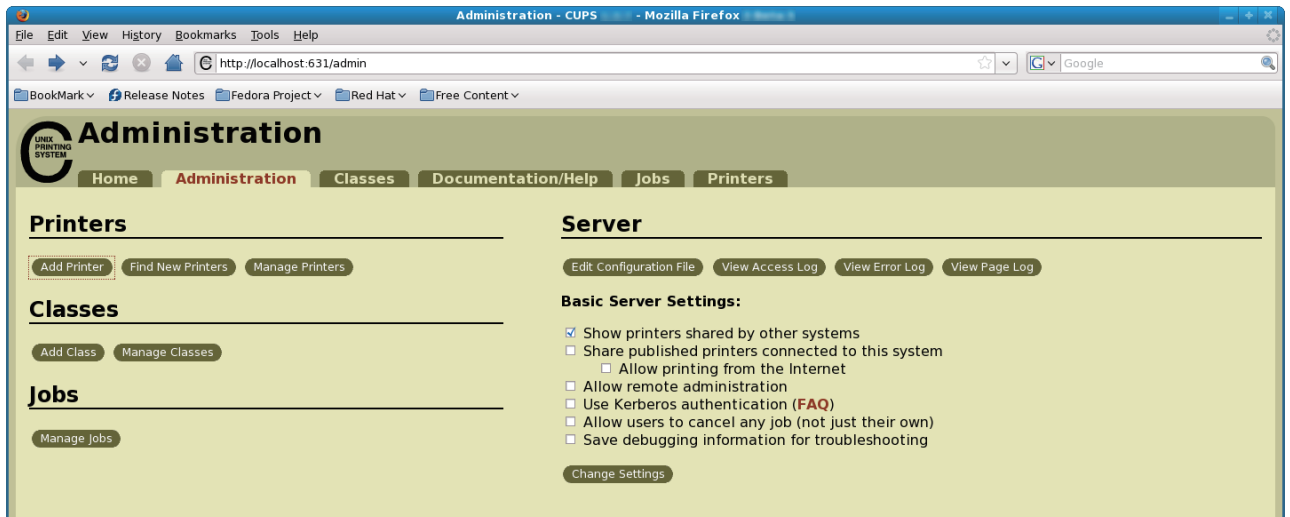 Administration - CUPS - Mozilla Firefox
File Edit View History Bookmarks Tools Help
http://localhost:631/admin
Google
BookMark Release Notes Fedora Project Red Hat Free Content
UNIX
PRINTING
SYSTEM
Administration
Home Administration Classes Documentation/Help Jobs Printers
Printers
Add Printer Find New Printers Manage Printers
Classes
Add Class Manage Classes
Jobs
Manage Jobs
Server
Edit Configuration File View Access Log View Error Log View Page Log
Basic Server Settings:
Show printers shared by other systems
Share published printers connected to this system
Allow printing from the Internet
Allow remote administration
Use Kerberos authentication (FAQ)
Allow users to cancel any job (not just their own)
Save debugging information for troubleshooting
Change Settings